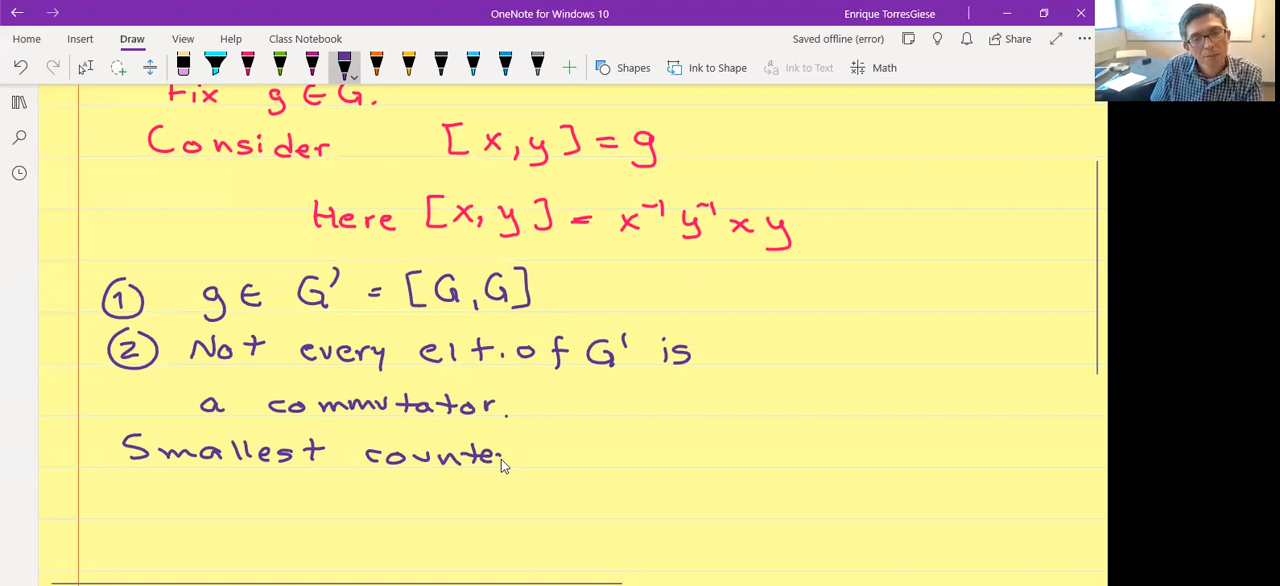 OneNote for Windows 10
Enrique TorresGiese
Home Insert Draw View Help Class Notebook
Saved offline (error) Share
Shapes Ink to Shape Ink to Text Math
Fix g ∈ G.
Consider [x, y] = g
Here [x, y] = x⁻¹ y⁻¹ x y
① g ∈ G' = [G, G]
② Not every elt. of G' is
a commutator.
Smallest counte